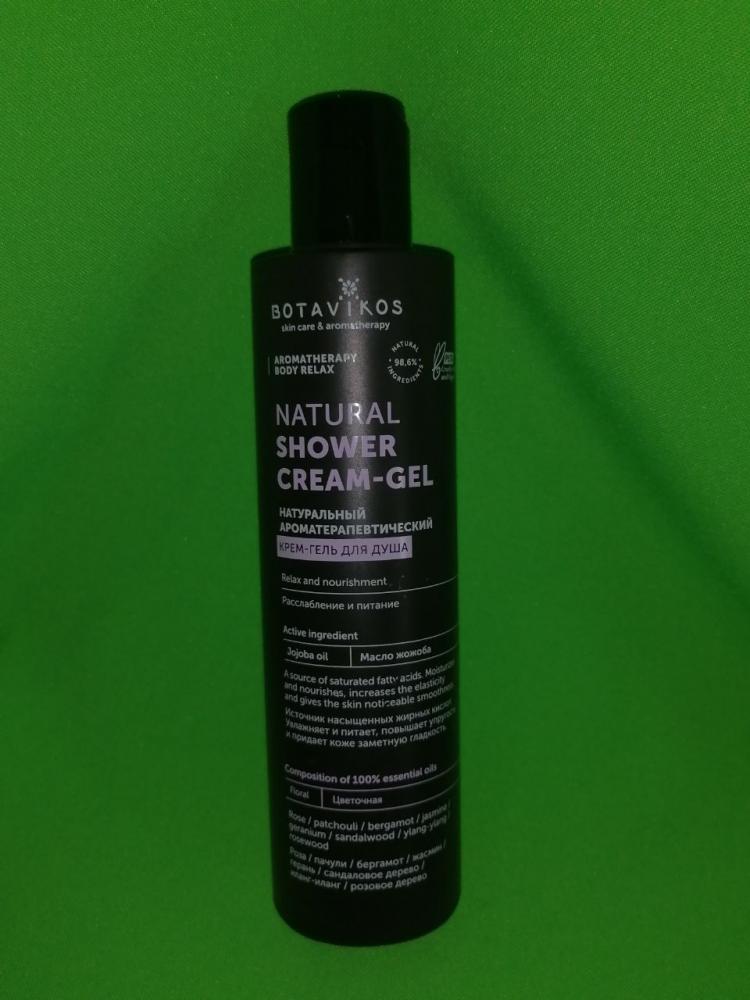 BOTAVIKOS
skin care & aromatherapy
AROMATHERAPY
BODY RELAX
NATURAL
98,6%
INGREDIENTS
NATURAL
SHOWER
CREAM-GEL
НАТУРАЛЬНЫЙ
АРОМАТЕРАПЕВТИЧЕСКИЙ
КРЕМ-ГЕЛЬ ДЛЯ ДУША
Relax and nourishment
Расслабление и питание
Active ingredient
Jojoba oil | Масло жожоба
A source of saturated fatty acids. Moisturizes
and nourishes, increases the elasticity
and gives the skin noticeable smoothness
Источник насыщенных жирных кислот
Увлажняет и питает, повышает упругость
и придает коже заметную гладкость
Composition of 100% essential oils
Floral | Цветочная
Rose / patchouli / bergamot / jasmine /
geranium / sandalwood / ylang-ylang /
rosewood
Роза / пачули / бергамот / жасмин /
герань / сандаловое дерево /
иланг-иланг / розовое дерево